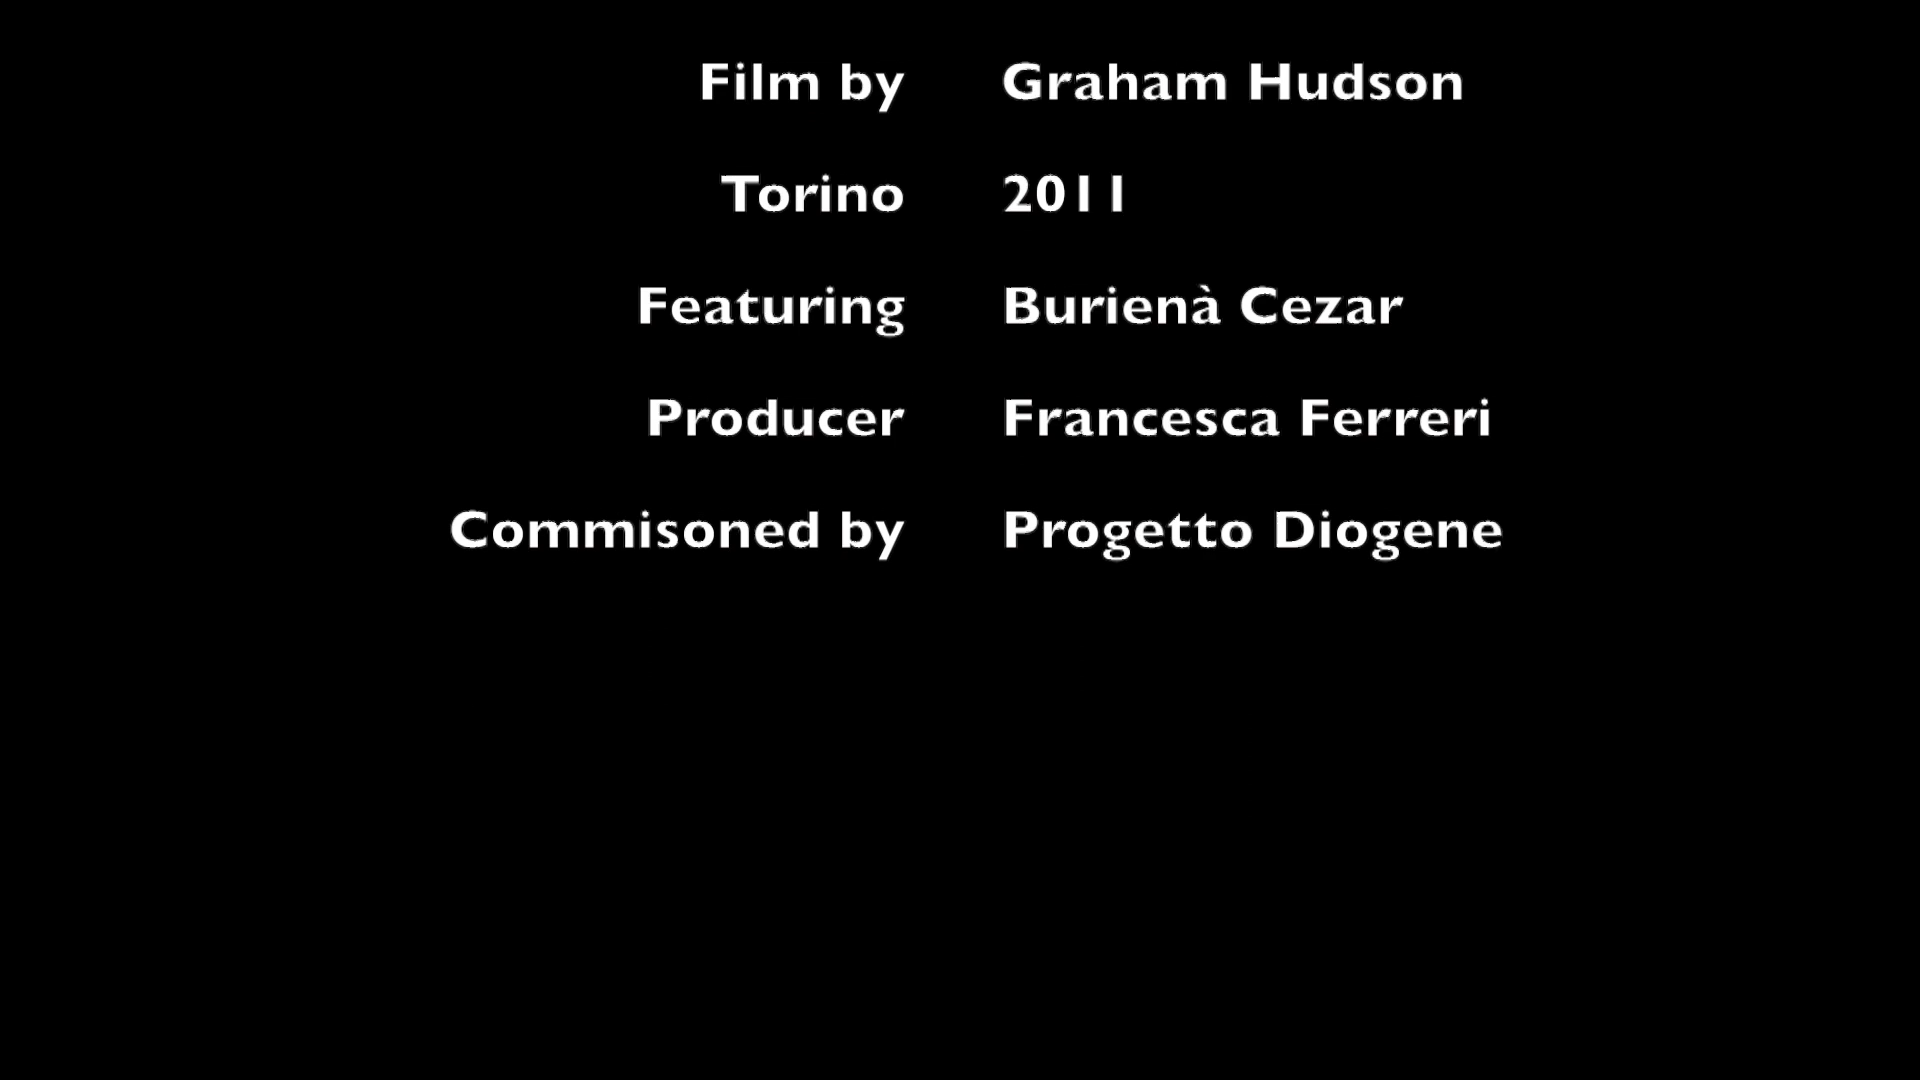 Film by Graham Hudson
Torino 2011
Featuring Burienà Cezar
Producer Francesca Ferreri
Commisoned by Progetto Diogene